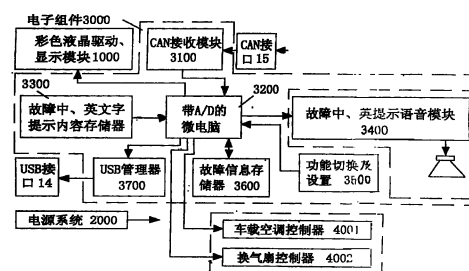 电子组件3000
彩色液晶驱动、
显示模块1000
CAN接收模块
3100
CAN接
口15
3300
故障中、英文字
提示内容存储器
带A/D的
微电脑
3200
故障中、英提示语音模块
3400
USB接
口14
USB管理器
3700
故障信息存
储器 3600
功能切换及
设置 3500
电源系统 2000
车载空调控制器 4001
换气扇控制器 4002